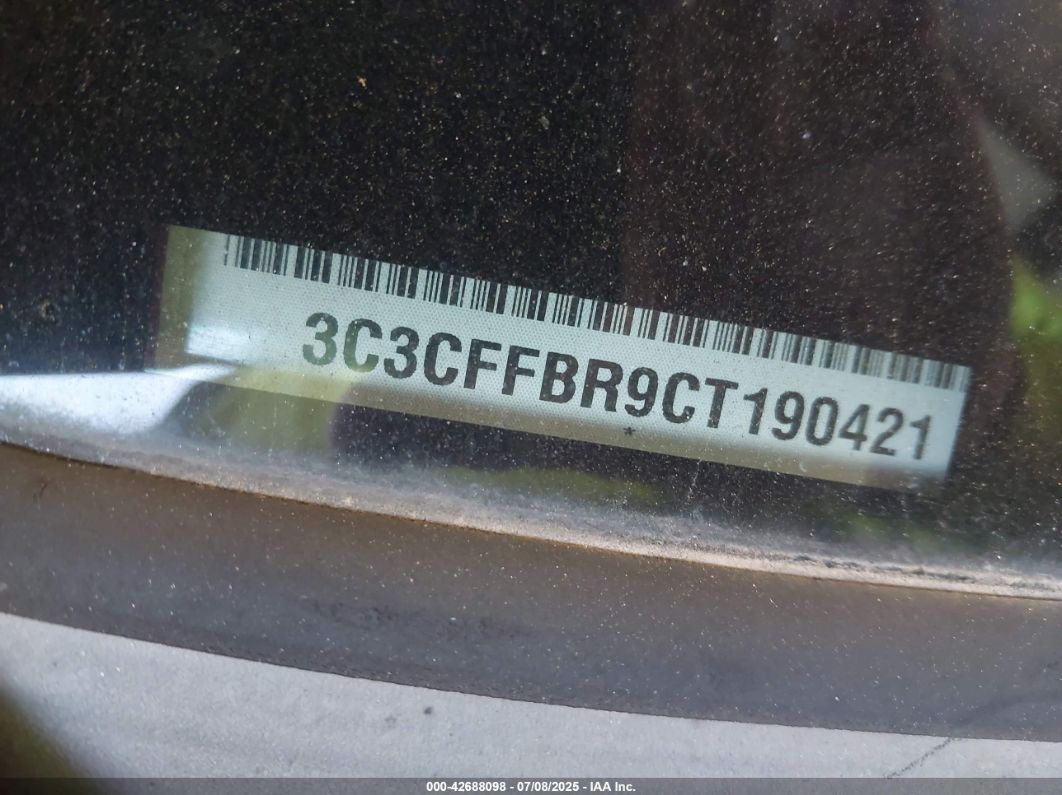 3C3CFFBR9CT190421
*
000-42688098 - 07/08/2025 - IAA Inc.